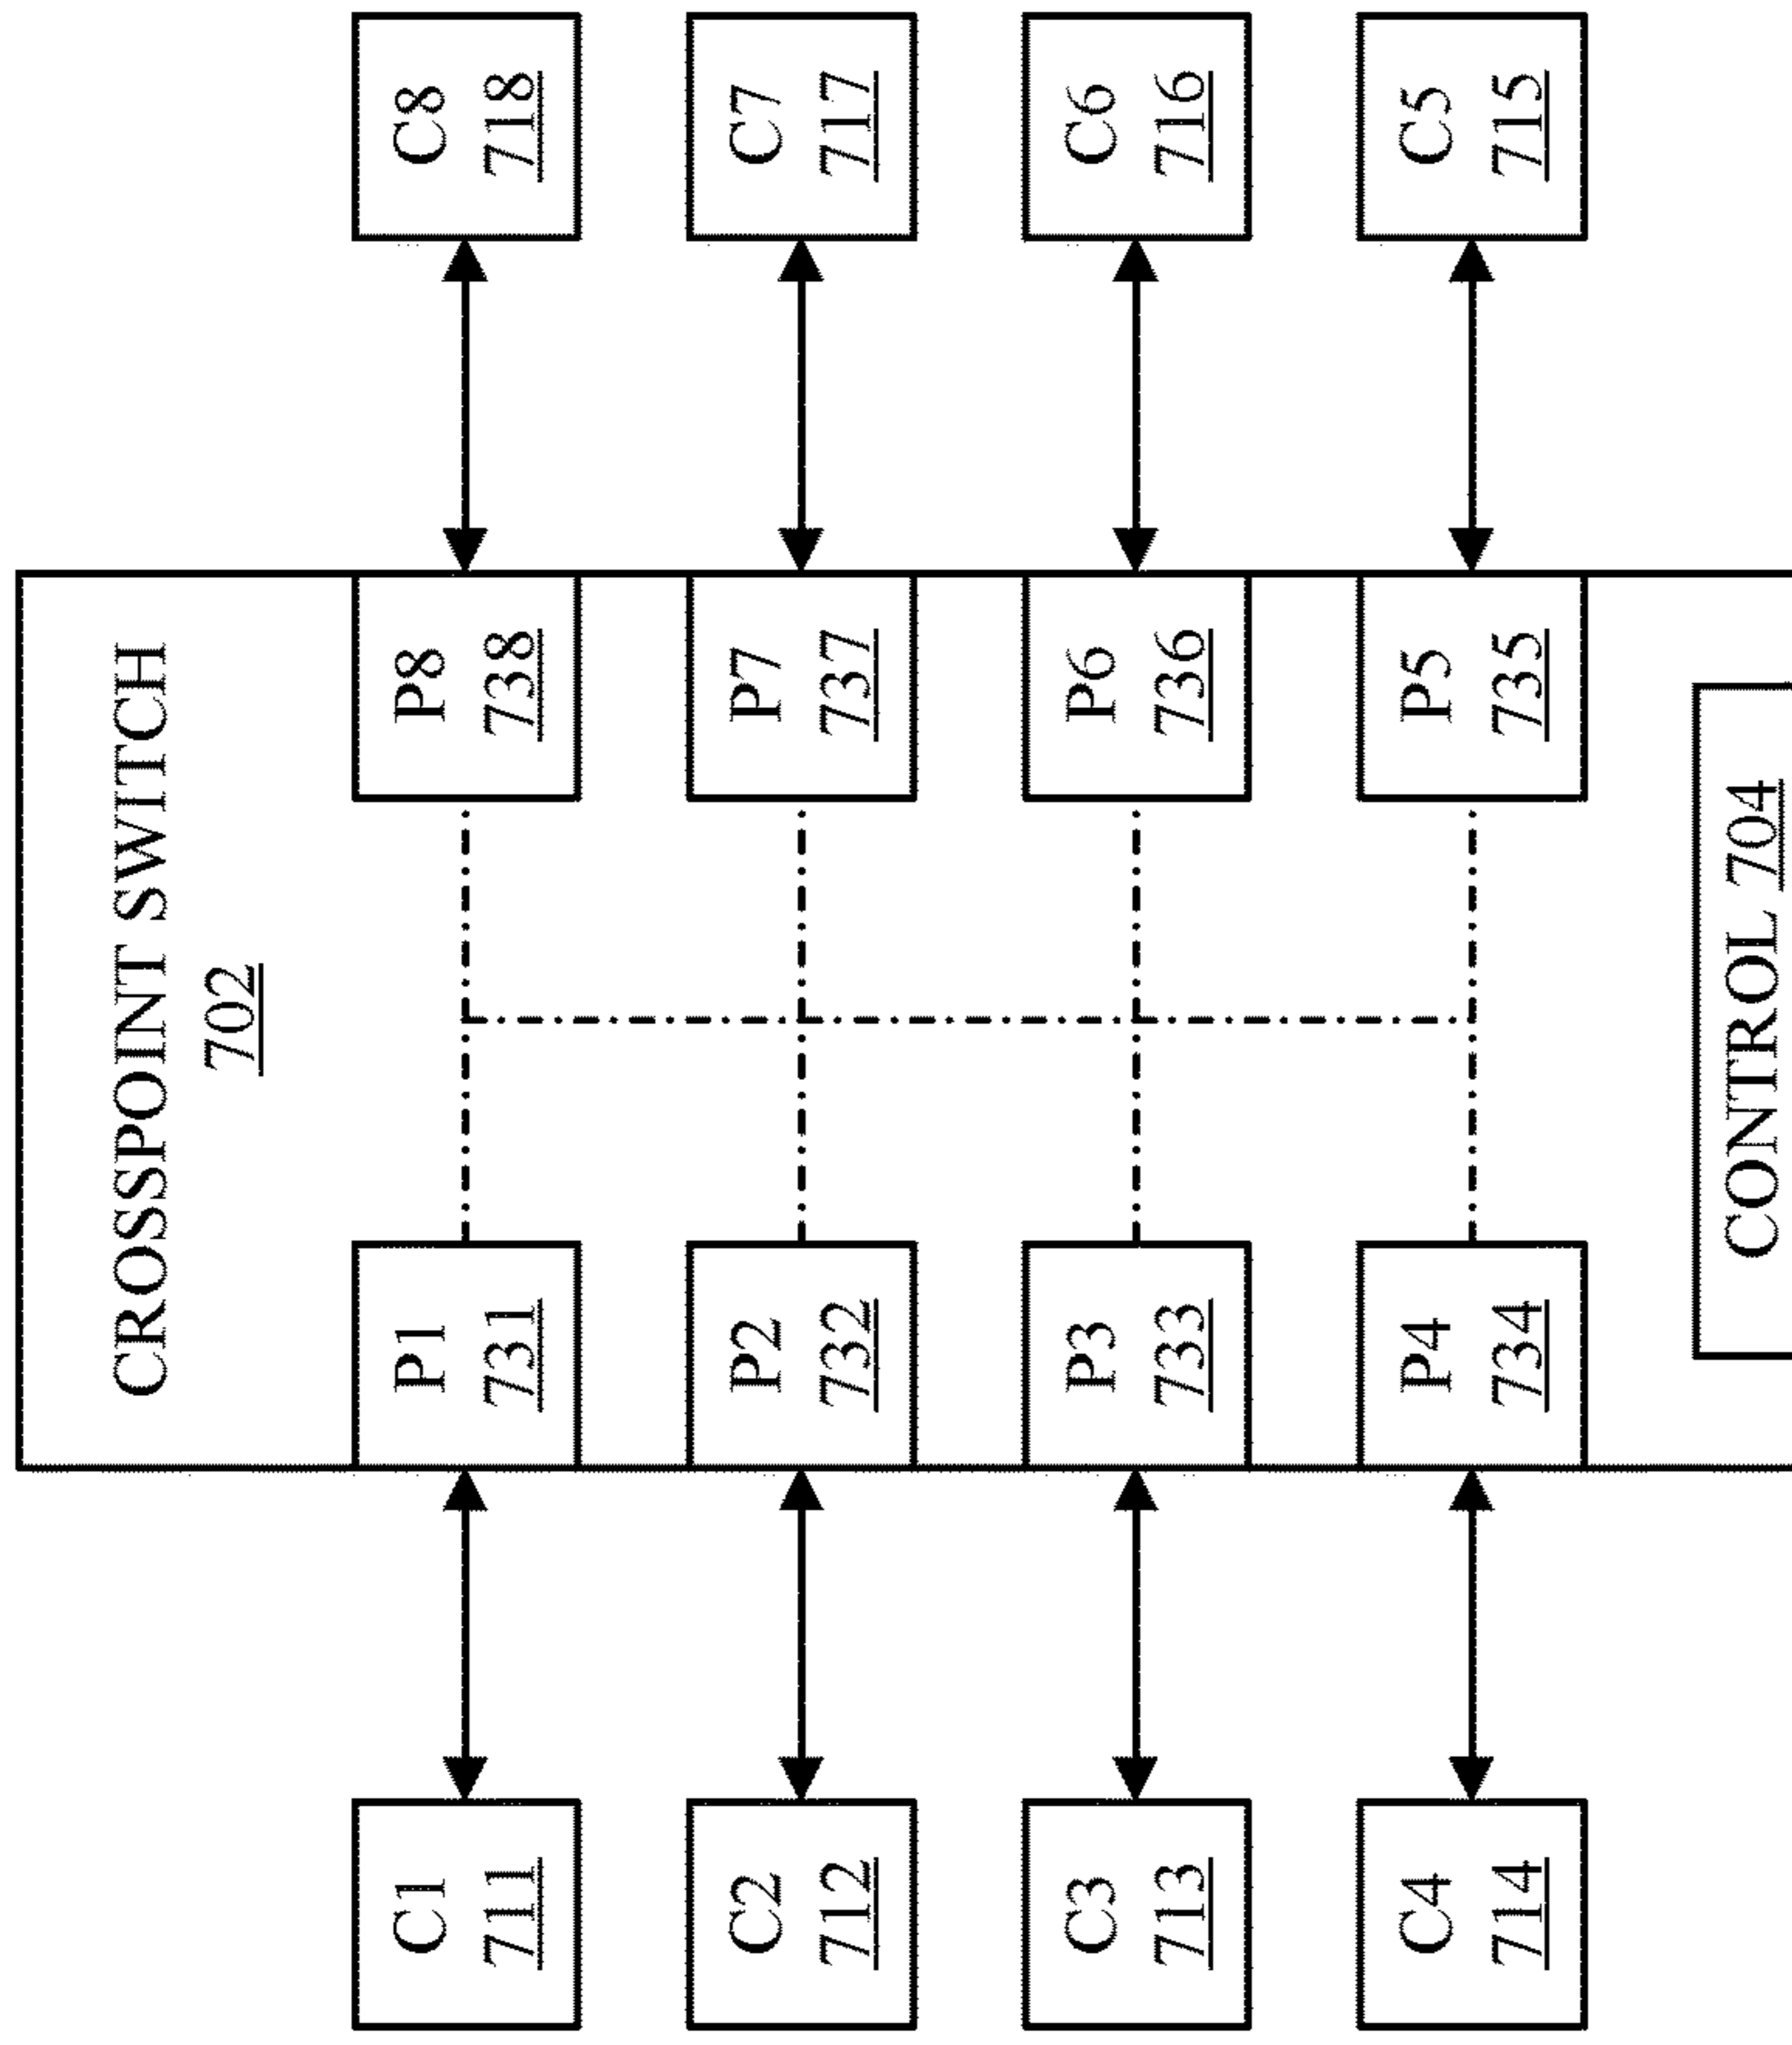 CROSSPOINT SWITCH
702
C1
711
P1
731
P8
738
C8
718
C2
712
P2
732
P7
737
C7
717
C3
713
P3
733
P6
736
C6
716
C4
714
P4
734
P5
735
C5
715
CONTROL 704